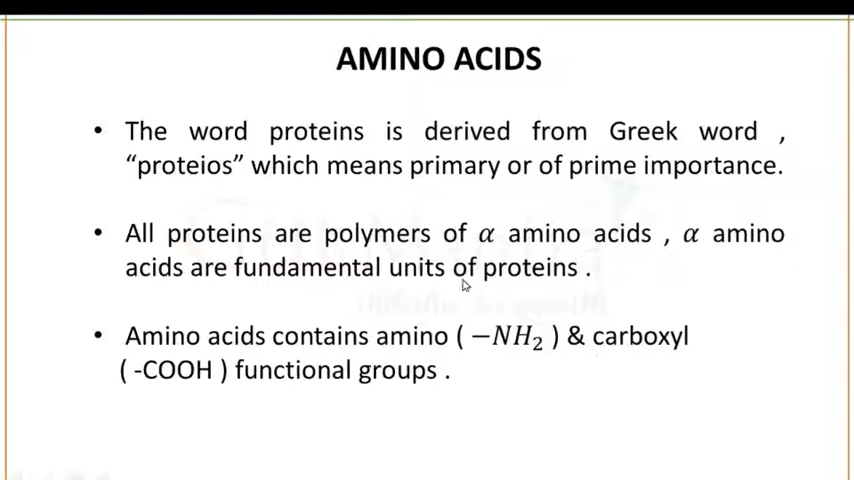 AMINO ACIDS
• The word proteins is derived from Greek word ,
“proteios” which means primary or of prime importance.
• All proteins are polymers of α amino acids , α amino
acids are fundamental units of proteins .
• Amino acids contains amino ( −NH₂ ) & carboxyl
( -COOH ) functional groups .